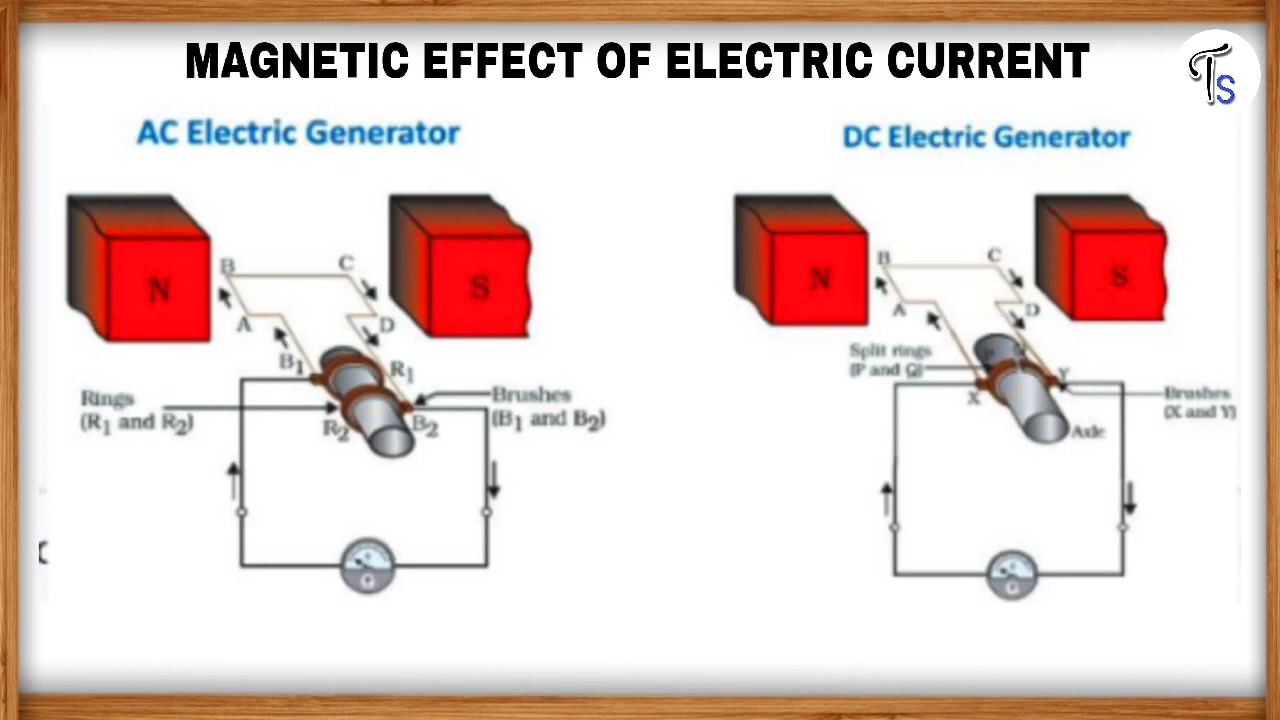 MAGNETIC EFFECT OF ELECTRIC CURRENT
Ts
AC Electric Generator
DC Electric Generator
N
S
B
C
A
D
B1
R1
Rings
(R1 and R2)
Brushes
(B1 and B2)
R2
B2
G
N
S
B
C
A
D
Split rings
(P and Q)
P
Q
X
Y
Brushes
(X and Y)
Axle
G